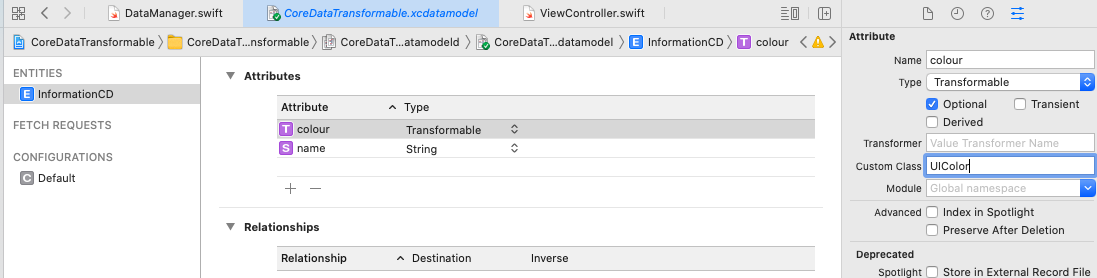 DataManager.swift
CoreDataTransformable.xcdatamodel
ViewController.swift
CoreDataTransformable
CoreDataT...nsformable
CoreDataT...atamodeld
CoreDataT...datamodel
E InformationCD
T colour
ENTITIES
E InformationCD
FETCH REQUESTS
CONFIGURATIONS
C Default
Attributes
Attribute Type
T colour Transformable
S name String
Relationships
Relationship Destination Inverse
Attribute
Name colour
Type Transformable
Optional Transient
Derived
Transformer Value Transformer Name
Custom Class UIColor
Module Global namespace
Advanced Index in Spotlight
Preserve After Deletion
Deprecated
Spotlight Store in External Record File